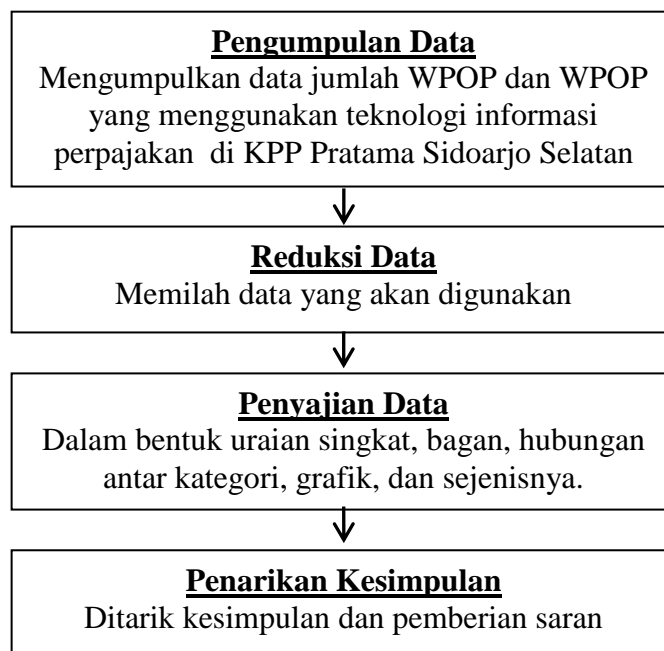 Pengumpulan Data
Mengumpulkan data jumlah WPOP dan WPOP
yang menggunakan teknologi informasi
perpajakan di KPP Pratama Sidoarjo Selatan
Reduksi Data
Memilah data yang akan digunakan
Penyajian Data
Dalam bentuk uraian singkat, bagan, hubungan
antar kategori, grafik, dan sejenisnya.
Penarikan Kesimpulan
Ditarik kesimpulan dan pemberian saran